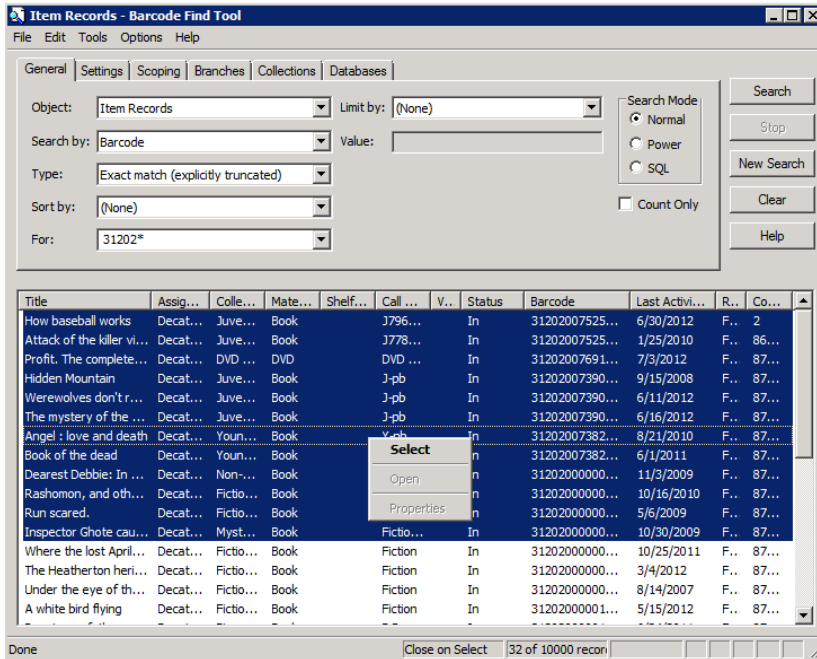 Item Records - Barcode Find Tool
File Edit Tools Options Help
General Settings Scoping Branches Collections Databases
Object: Item Records Limit by: (None) Search Mode Search
Normal
Search by: Barcode Value: Power Stop
Type: Exact match (explicitly truncated) SQL New Search
Sort by: (None) Count Only Clear
For: 31202* Help
Title Assig... Colle... Mate... Shelf... Call ... V... Status Barcode Last Activi... R... Co...
How baseball works Decat... Juve... Book J796... In 31202007525... 6/30/2012 F... 2
Attack of the killer vi... Decat... Juve... Book J778... In 31202007525... 1/25/2010 F... 86...
Profit. The complete... Decat... DVD ... DVD DVD ... In 31202007691... 7/3/2012 F... 87...
Hidden Mountain Decat... Juve... Book J-pb In 31202007390... 9/15/2008 F... 87...
Werewolves don't r... Decat... Juve... Book J-pb In 31202007390... 6/11/2012 F... 87...
The mystery of the ... Decat... Juve... Book J-pb In 31202007390... 6/16/2012 F... 87...
Angel : love and death Decat... Youn... Book Y-pb In 31202007382... 8/21/2010 F... 87...
Book of the dead Decat... Youn... Book Select 31202007382... 6/1/2011 F... 87...
Dearest Debbie: In ... Decat... Non-... Book Open 31202000000... 11/3/2009 F... 87...
Rashomon, and oth... Decat... Fictio... Book 31202000000... 10/16/2010 F... 87...
Run scared. Decat... Fictio... Book Properties 31202000000... 5/6/2009 F... 87...
Inspector Ghote cau... Decat... Myst... Book Fictio... In 31202000000... 10/30/2009 F... 87...
Where the lost April... Decat... Fictio... Book Fiction In 31202000000... 10/25/2011 F... 87...
The Heatherton heri... Decat... Fictio... Book Fiction In 31202000000... 3/4/2012 F... 87...
Under the eye of th... Decat... Fictio... Book Fiction In 31202000000... 8/14/2007 F... 87...
A white bird flying Decat... Fictio... Book Fiction In 31202000001... 5/15/2012 F... 87...
Done Close on Select 32 of 10000 recor